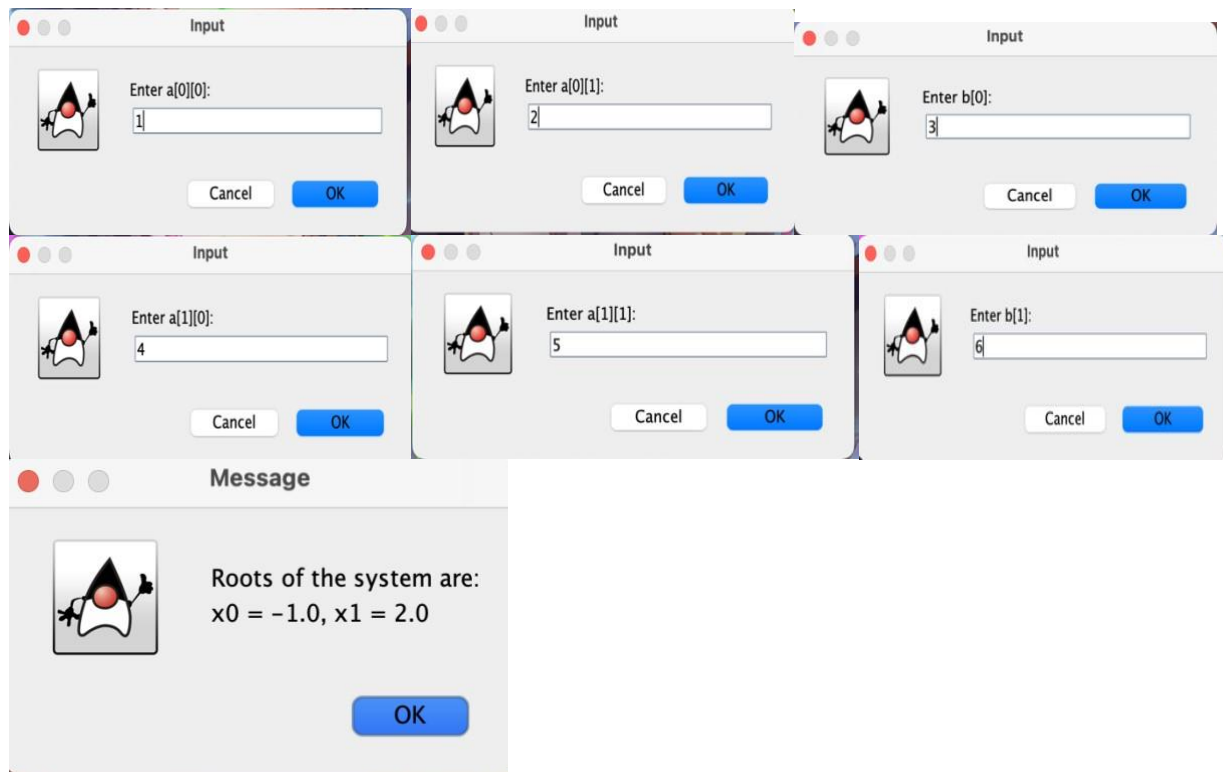 Input
Enter a[0][0]:
1
Cancel OK
Input
Enter a[0][1]:
2
Cancel OK
Input
Enter b[0]:
3
Cancel OK
Input
Enter a[1][0]:
4
Cancel OK
Input
Enter a[1][1]:
5
Cancel OK
Input
Enter b[1]:
6
Cancel OK
Message
Roots of the system are:
x0 = -1.0, x1 = 2.0
OK